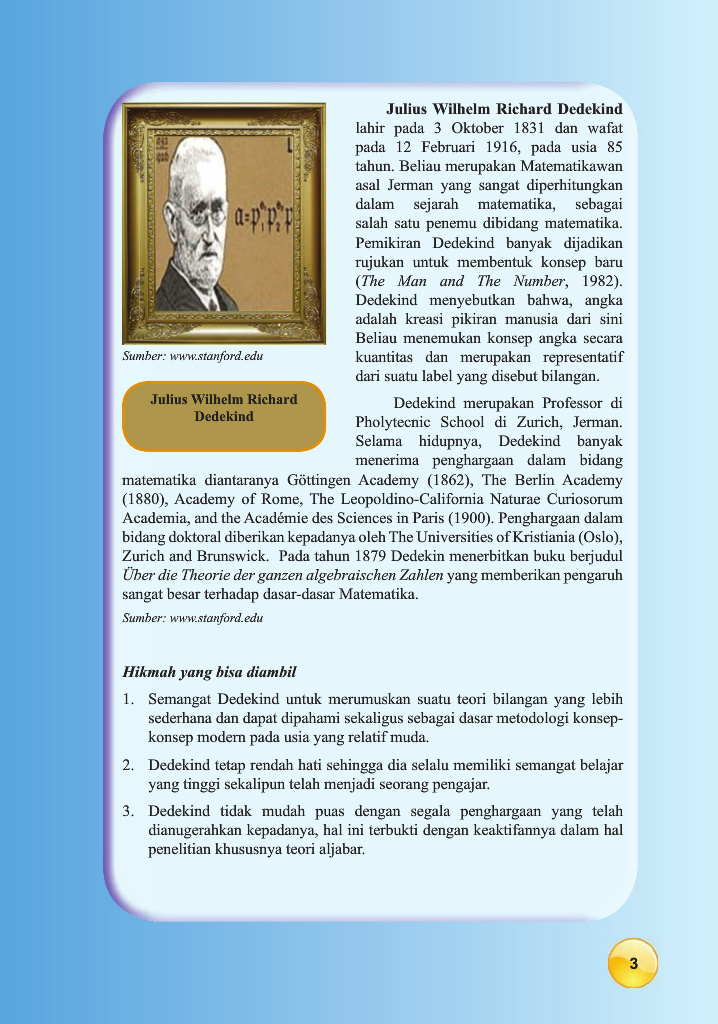 Julius Wilhelm Richard Dedekind
lahir pada 3 Oktober 1831 dan wafat
pada 12 Februari 1916, pada usia 85
tahun. Beliau merupakan Matematikawan
asal Jerman yang sangat diperhitungkan
dalam sejarah matematika, sebagai
salah satu penemu dibidang matematika.
Pemikiran Dedekind banyak dijadikan
rujukan untuk membentuk konsep baru
(The Man and The Number, 1982).
Dedekind menyebutkan bahwa, angka
adalah kreasi pikiran manusia dari sini
Beliau menemukan konsep angka secara
kuantitas dan merupakan representatif
dari suatu label yang disebut bilangan.
Sumber: www.stanford.edu
Julius Wilhelm Richard
Dedekind
Dedekind merupakan Professor di
Pholytecnic School di Zurich, Jerman.
Selama hidupnya, Dedekind banyak
menerima penghargaan dalam bidang
matematika diantaranya Göttingen Academy (1862), The Berlin Academy
(1880), Academy of Rome, The Leopoldino-California Naturae Curiosorum
Academia, and the Académie des Sciences in Paris (1900). Penghargaan dalam
bidang doktoral diberikan kepadanya oleh The Universities of Kristiania (Oslo),
Zurich and Brunswick. Pada tahun 1879 Dedekin menerbitkan buku berjudul
Über die Theorie der ganzen algebraischen Zahlen yang memberikan pengaruh
sangat besar terhadap dasar-dasar Matematika.
Sumber: www.stanford.edu
Hikmah yang bisa diambil
1. Semangat Dedekind untuk merumuskan suatu teori bilangan yang lebih
sederhana dan dapat dipahami sekaligus sebagai dasar metodologi konsep-
konsep modern pada usia yang relatif muda.
2. Dedekind tetap rendah hati sehingga dia selalu memiliki semangat belajar
yang tinggi sekalipun telah menjadi seorang pengajar.
3. Dedekind tidak mudah puas dengan segala penghargaan yang telah
dianugerahkan kepadanya, hal ini terbukti dengan keaktifannya dalam hal
penelitian khususnya teori aljabar.
3